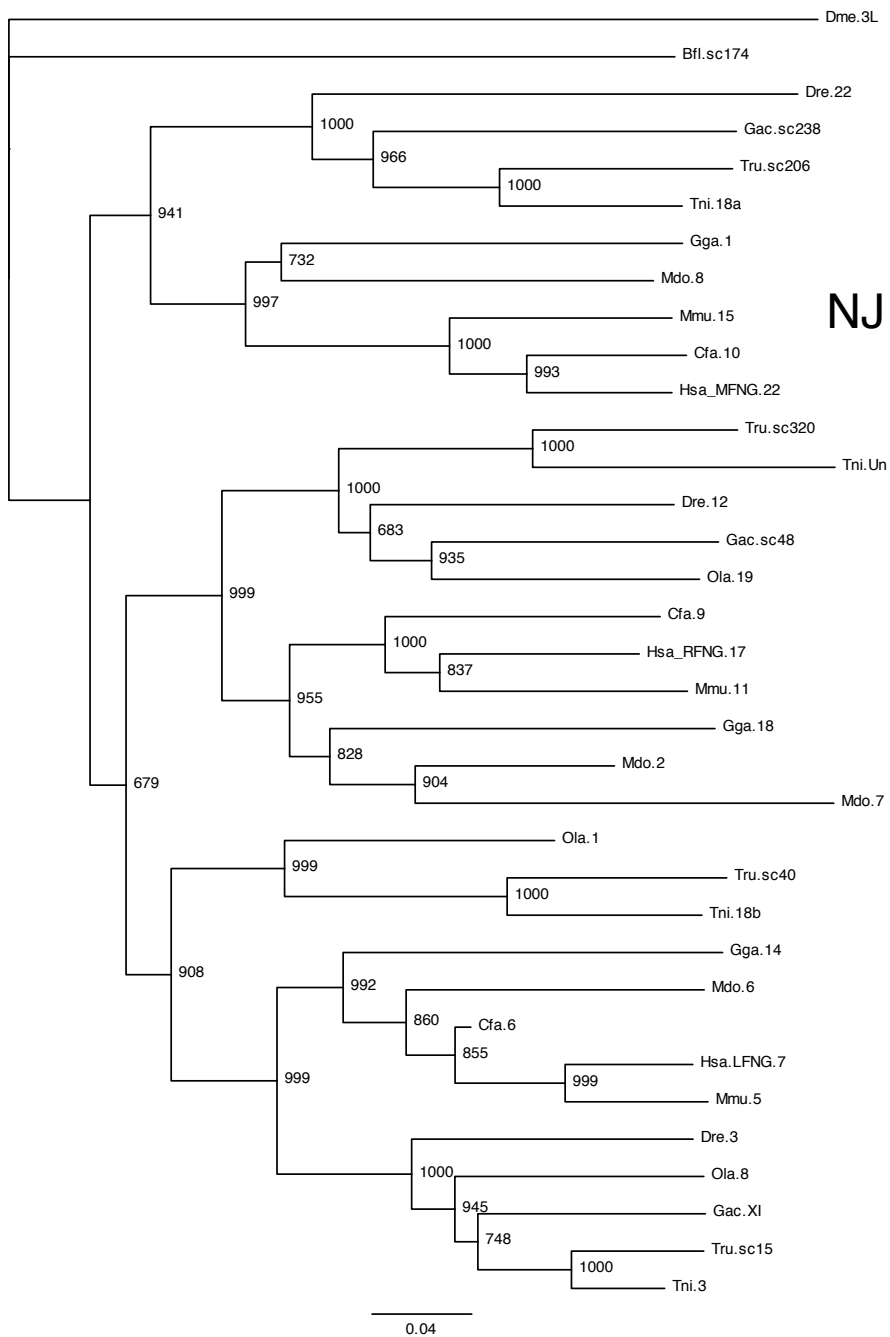 Dme.3L
Bfl.sc174
Dre.22
1000
Gac.sc238
966
Tru.sc206
1000
Tni.18a
941
Gga.1
732
Mdo.8
997
NJ
Mmu.15
1000
Cfa.10
993
Hsa_MFNG.22
Tru.sc320
1000
Tni.Un
1000
Dre.12
683
Gac.sc48
935
Ola.19
999
Cfa.9
1000
Hsa_RFNG.17
837
Mmu.11
955
Gga.18
828
Mdo.2
904
Mdo.7
679
Ola.1
999
Tru.sc40
1000
Tni.18b
908
Gga.14
992
Mdo.6
860
Cfa.6
855
Hsa.LFNG.7
999
Mmu.5
999
Dre.3
1000
Ola.8
945
Gac.XI
748
Tru.sc15
1000
Tni.3
0.04